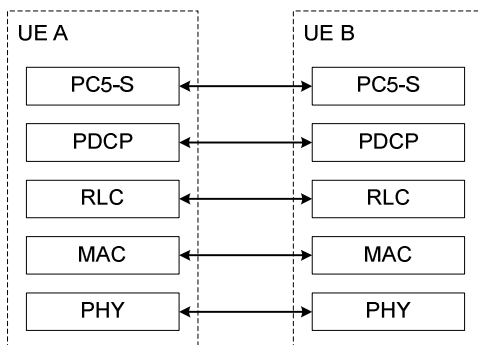 UE A
UE B
PC5-S
PC5-S
PDCP
PDCP
RLC
RLC
MAC
MAC
PHY
PHY